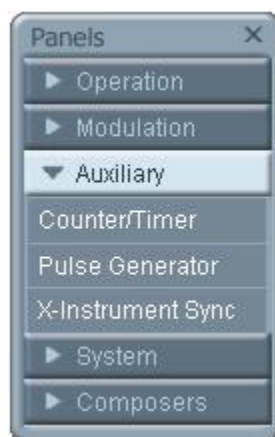 Panels
Operation
Modulation
Auxiliary
Counter/Timer
Pulse Generator
X-Instrument Sync
System
Composers